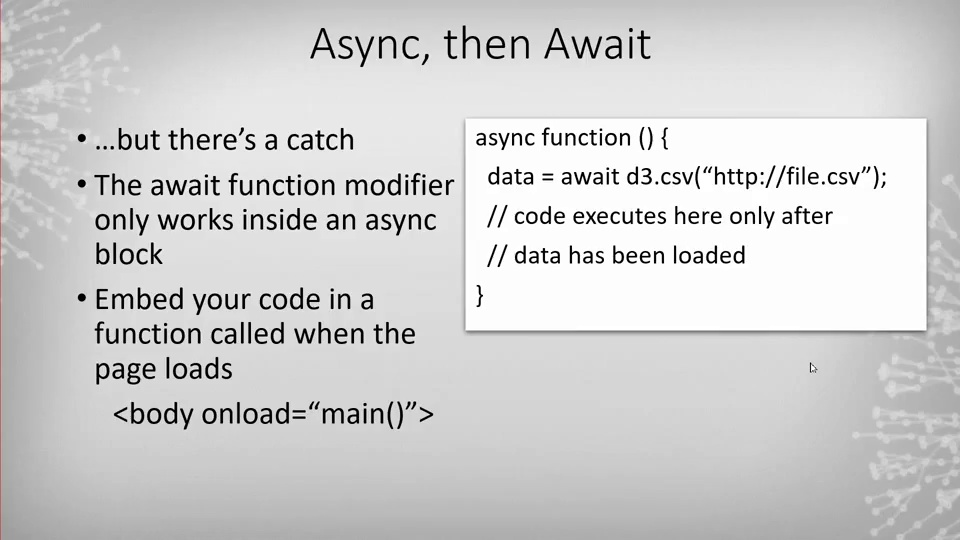 Async, then Await
• …but there’s a catch
• The await function modifier
only works inside an async
block
• Embed your code in a
function called when the
page loads
<body onload=“main()”>
async function () {
data = await d3.csv(“http://file.csv”);
// code executes here only after
// data has been loaded
}